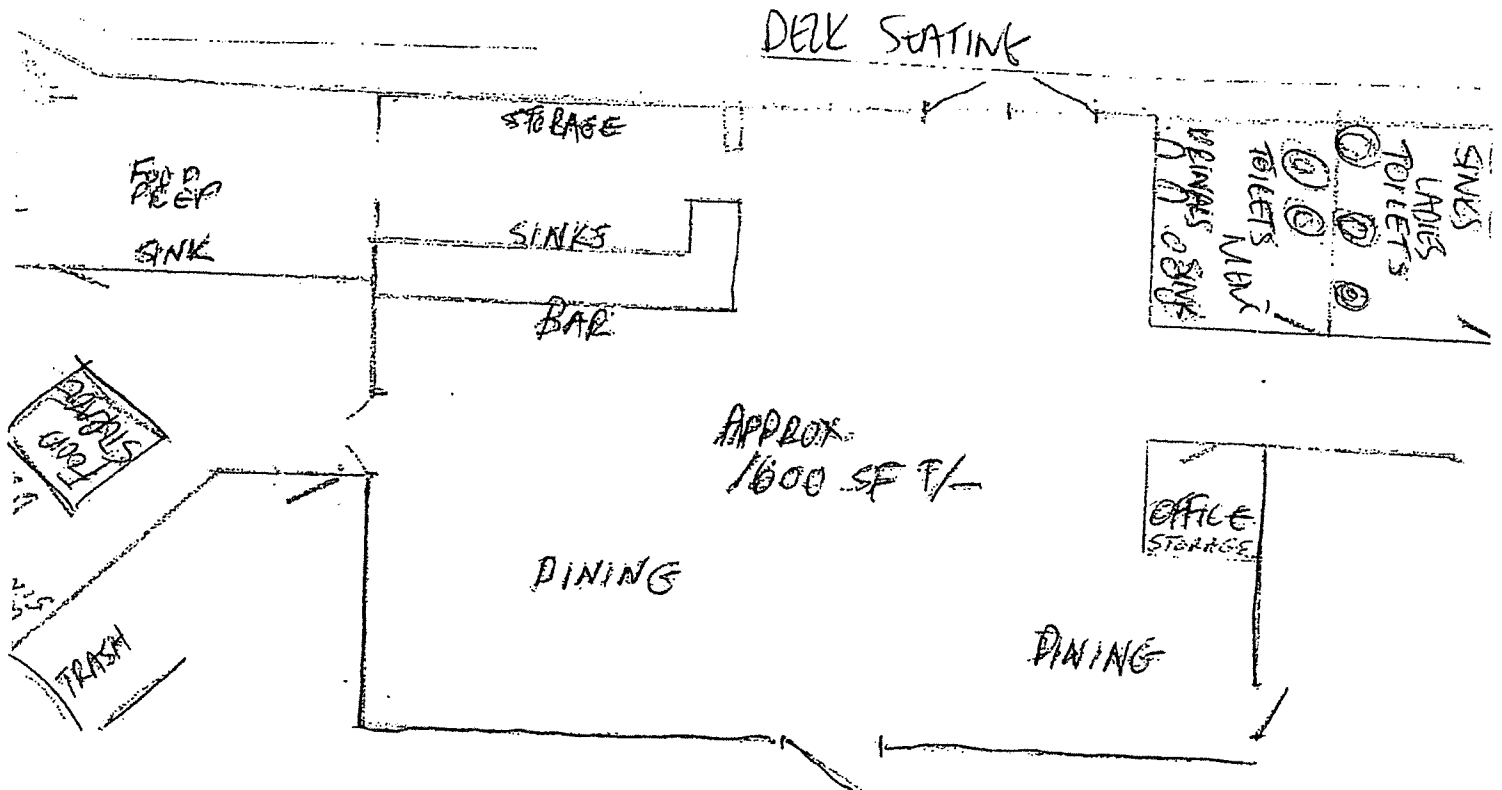 DECK SEATING
STORAGE
FOOD
PREP
SINK
SINKS
BAR
URINALS
TOILETS
MEN
SINK
LADIES
TOILETS
SINKS
FOOD
STORAGE
APPROX
1600 SF +/-
OFFICE
STORAGE
DINING
DINING
TRASH